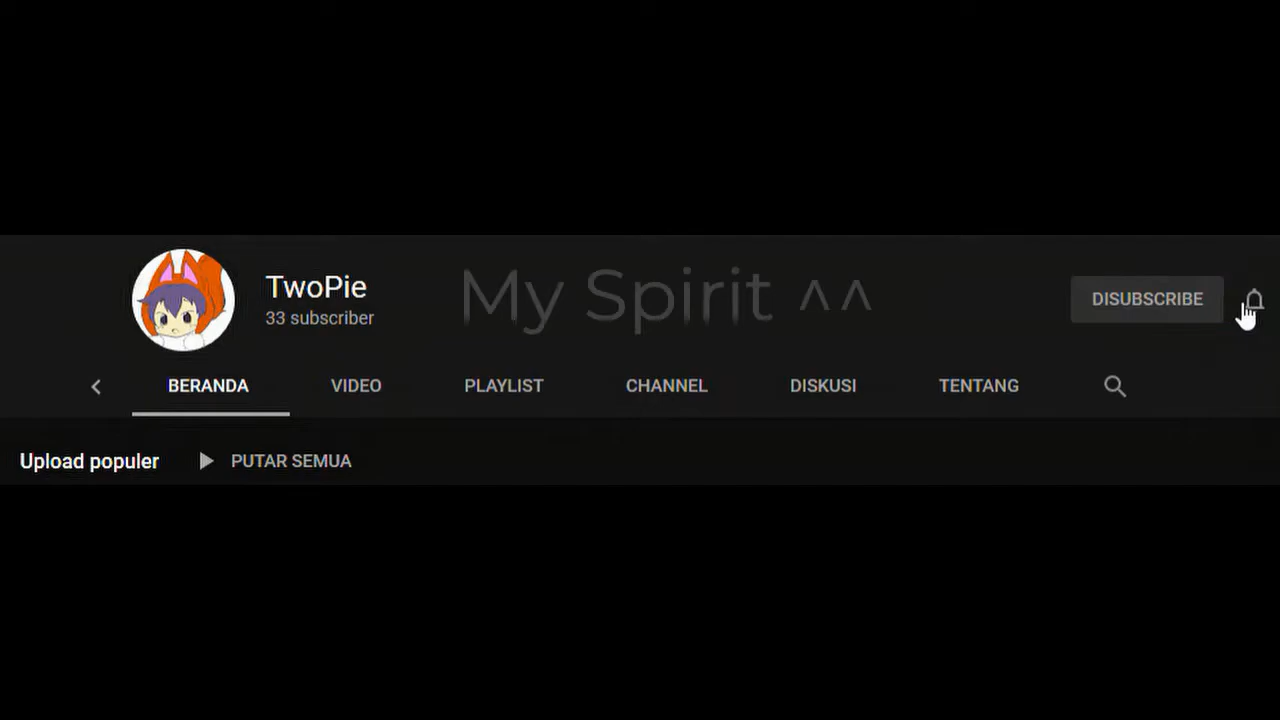 TwoPie
33 subscriber
My Spirit ^^
DISUBSCRIBE
BERANDA VIDEO PLAYLIST CHANNEL DISKUSI TENTANG
Upload populer PUTAR SEMUA